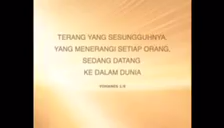 TERANG YANG SESUNGGUHNYA,
YANG MENERANGI SETIAP ORANG,
SEDANG DATANG
KE DALAM DUNIA
YOHANES 1:9